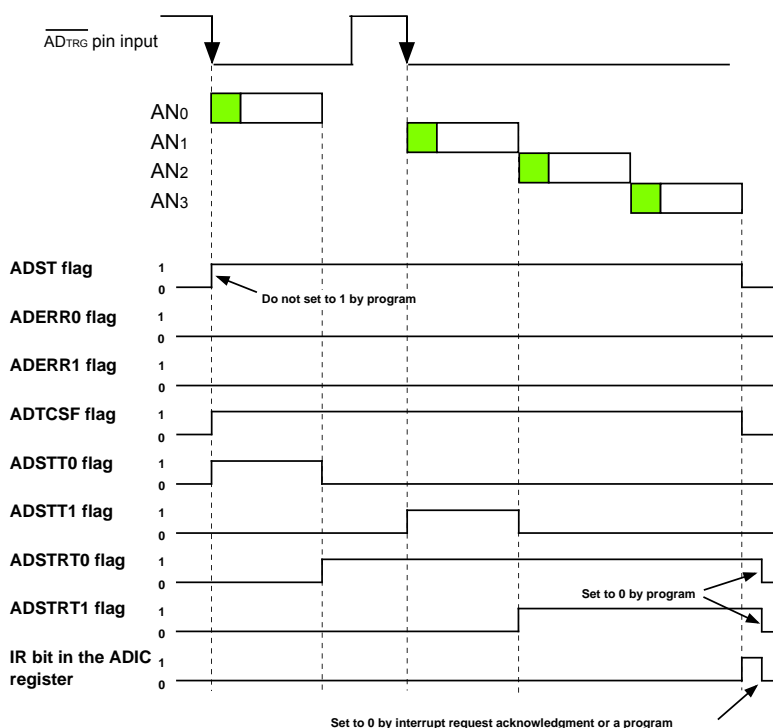 ADTRG pin input
AN0
AN1
AN2
AN3
ADST flag 1
0
Do not set to 1 by program
ADERR0 flag 1
0
ADERR1 flag 1
0
ADTCSF flag 1
0
ADSTT0 flag 1
0
ADSTT1 flag 1
0
ADSTRT0 flag 1
0
Set to 0 by program
ADSTRT1 flag 1
0
IR bit in the ADIC 1
register 0
Set to 0 by interrupt request acknowledgment or a program